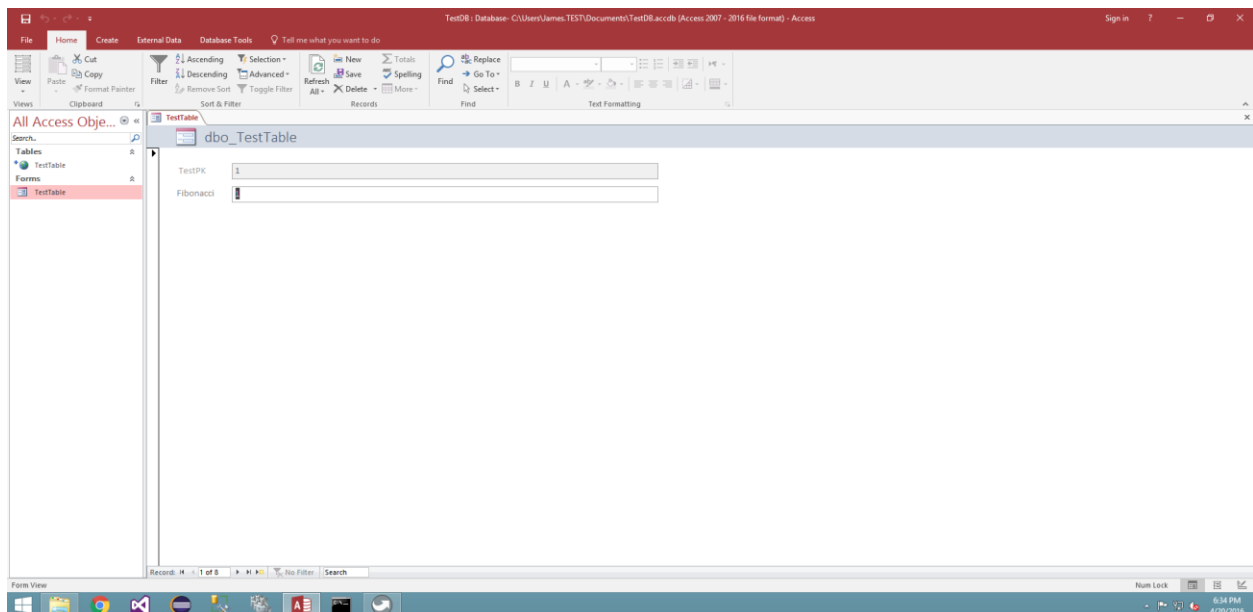 TestDB : Database- C:\Users\James.TEST\Documents\TestDB.accdb (Access 2007 - 2016 file format) - Access
Sign in ?
File Home Create External Data Database Tools Tell me what you want to do
View
Paste
Cut
Copy
Format Painter
Filter
Ascending
Descending
Remove Sort
Selection
Advanced
Toggle Filter
Refresh
All
New
Save
Delete
Totals
Spelling
More
Find
Replace
Go To
Select
B I U A
Views Clipboard Sort & Filter Records Find Text Formatting
All Access Obje...
Search..
Tables
TestTable
Forms
TestTable
TestTable
dbo_TestTable
TestPK 1
Fibonacci 1
Record: 1 of 8 No Filter Search
Form View
Num Lock
6:34 PM
4/20/2016